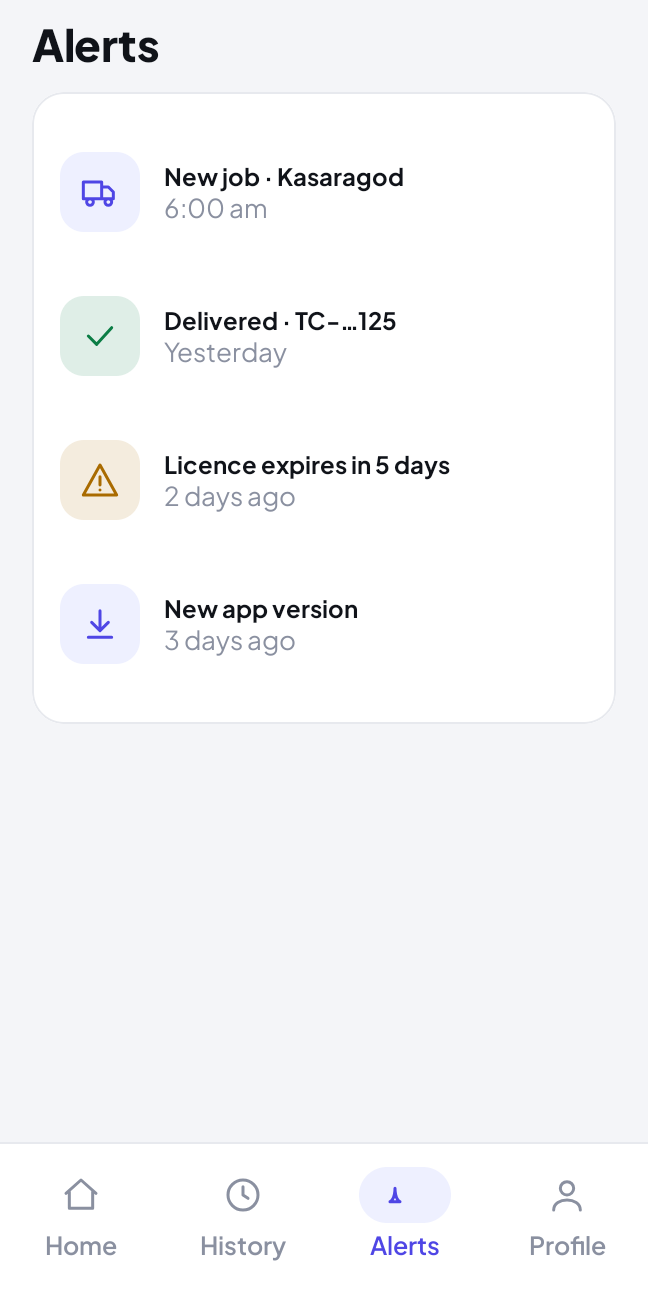 Alerts
New job · Kasaragod
6:00 am
Delivered · TC-…125
Yesterday
Licence expires in 5 days
2 days ago
New app version
3 days ago
Home
History
Alerts
Profile